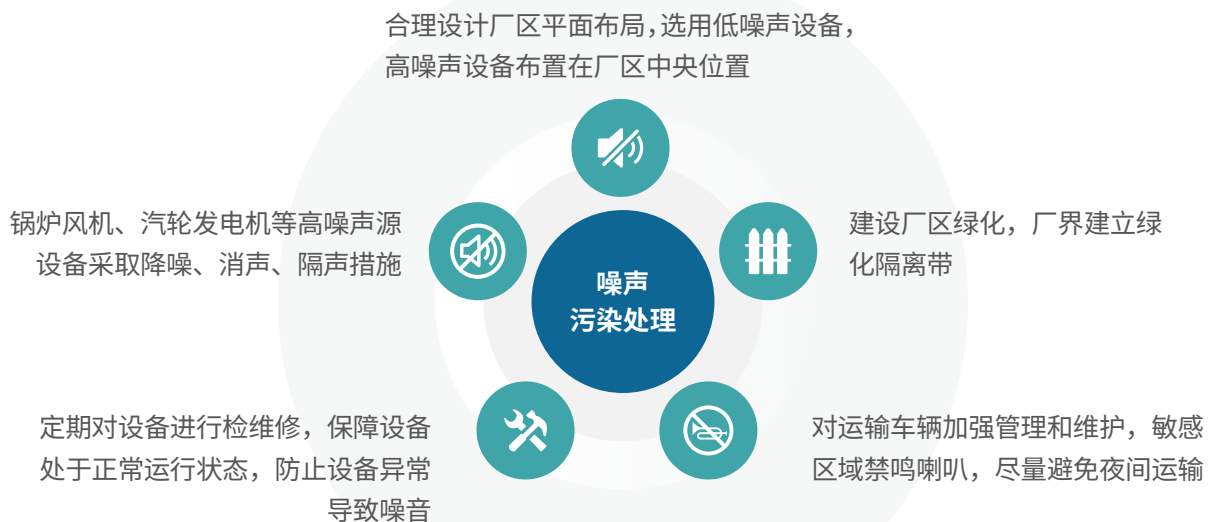 合理设计厂区平面布局，选用低噪声设备，
高噪声设备布置在厂区中央位置
锅炉风机、汽轮发电机等高噪声源
设备采取降噪、消声、隔声措施
建设厂区绿化，厂界建立绿
化隔离带
噪声
污染处理
定期对设备进行检维修，保障设备
处于正常运行状态，防止设备异常
导致噪音
对运输车辆加强管理和维护，敏感
区域禁鸣喇叭，尽量避免夜间运输